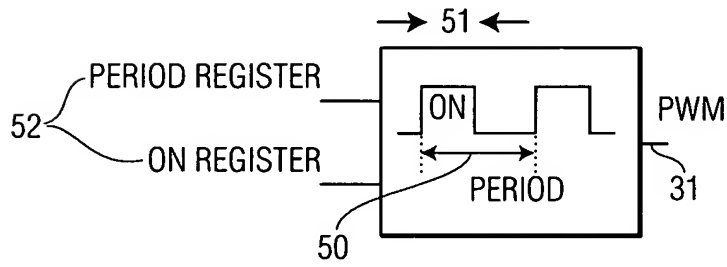 51
PERIOD REGISTER
52
ON REGISTER
ON
PERIOD
50
PWM
31